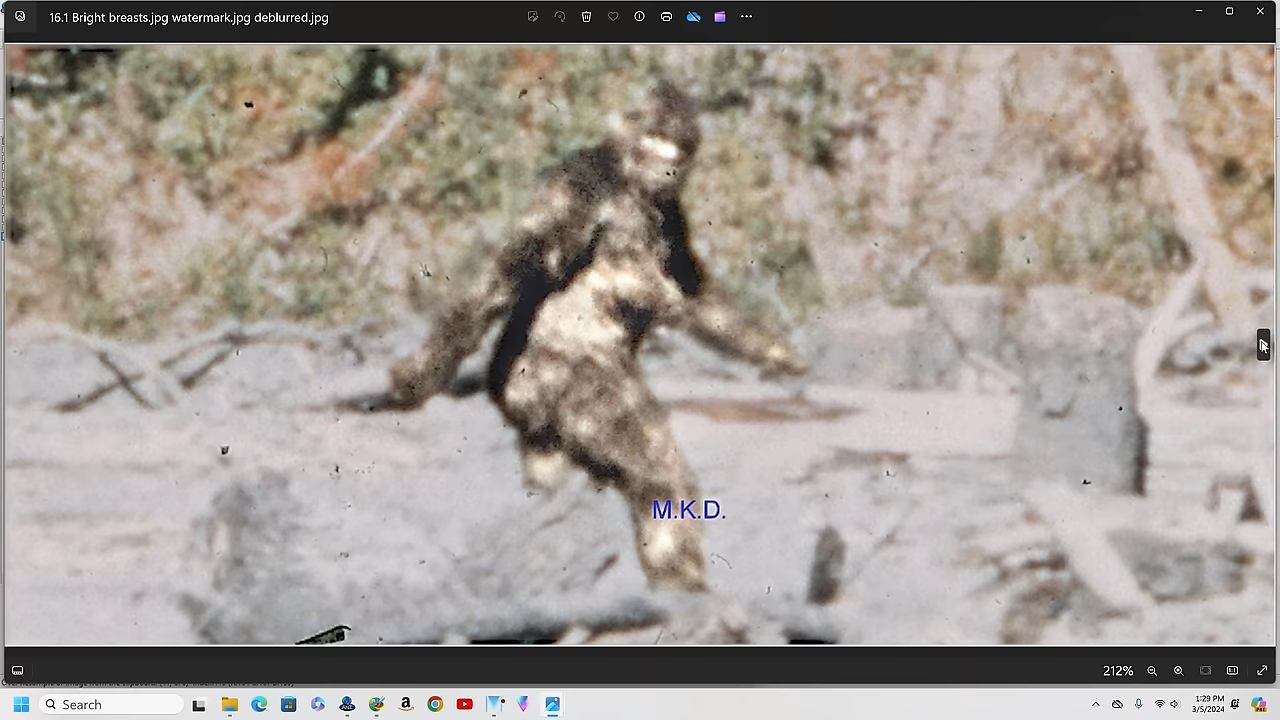 16.1 Bright breasts.jpg watermark.jpg deblurred.jpg
M.K.D.
212%
Search
1:29 PM
3/5/2024